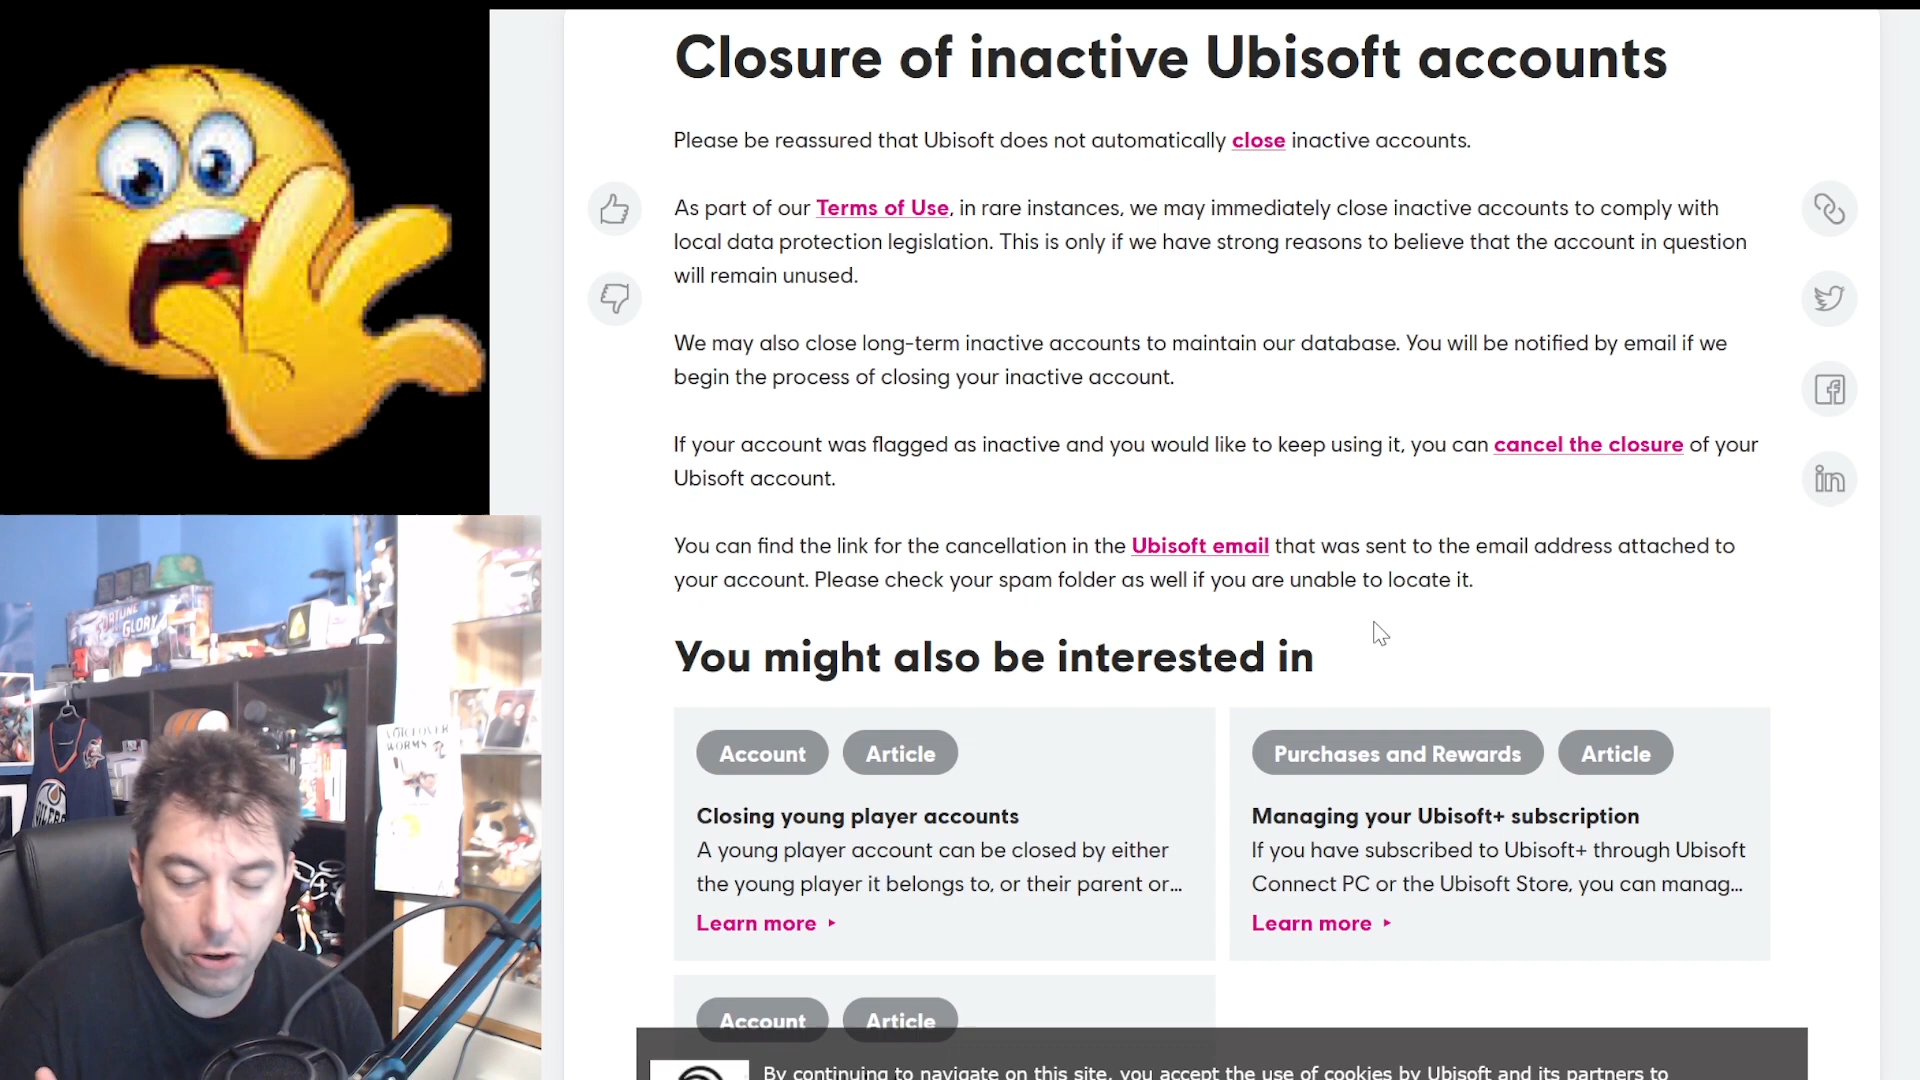 Closure of inactive Ubisoft accounts
Please be reassured that Ubisoft does not automatically close inactive accounts.
As part of our Terms of Use, in rare instances, we may immediately close inactive accounts to comply with
local data protection legislation. This is only if we have strong reasons to believe that the account in question
will remain unused.
We may also close long-term inactive accounts to maintain our database. You will be notified by email if we
begin the process of closing your inactive account.
If your account was flagged as inactive and you would like to keep using it, you can cancel the closure of your
Ubisoft account.
You can find the link for the cancellation in the Ubisoft email that was sent to the email address attached to
your account. Please check your spam folder as well if you are unable to locate it.
You might also be interested in
Account Article
Closing young player accounts
A young player account can be closed by either
the young player it belongs to, or their parent or...
Learn more
Purchases and Rewards Article
Managing your Ubisoft+ subscription
If you have subscribed to Ubisoft+ through Ubisoft
Connect PC or the Ubisoft Store, you can manag...
Learn more
Account Article
By continuing to navigate on this site, you accept the use of cookies by Ubisoft and its partners to
FORTUNE
GLORY
VOICEOVER
WORMS
OILERS